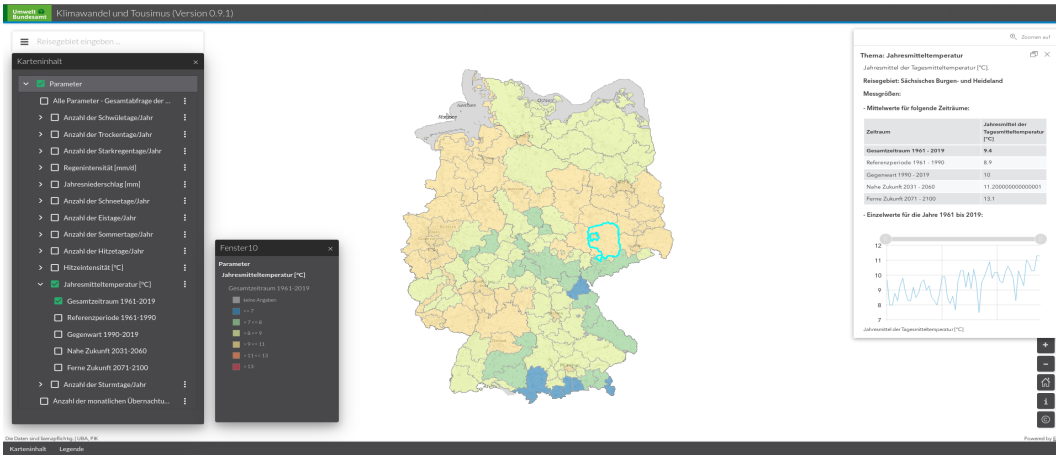 Umwelt Bundesamt
Klimawandel und Tousimus (Version 0.9.1)
Reisegebiet eingeben ...
Karteninhalt ×
Parameter
Alle Parameter - Gesamtabfrage der ...
Anzahl der Schwületage/Jahr
Anzahl der Trockentage/Jahr
Anzahl der Starkregentage/Jahr
Regenintensität [mm/d]
Jahresniederschlag [mm]
Anzahl der Schneetage/Jahr
Anzahl der Eistage/Jahr
Anzahl der Sommertage/Jahr
Anzahl der Hitzetage/Jahr
Hitzeintensität [°C]
Jahresmitteltemperatur [°C]
Gesamtzeitraum 1961-2019
Referenzperiode 1961-1990
Gegenwart 1990-2019
Nahe Zukunft 2031-2060
Ferne Zukunft 2071-2100
Anzahl der Sturmtage/Jahr
Anzahl der monatlichen Übernachtu...
Fenster10 ×
Parameter
Jahresmitteltemperatur [°C]
Gesamtzeitraum 1961-2019
keine Angaben
<= 7
> 7 <= 8
> 8 <= 9
> 9 <= 11
> 11 <= 13
> 13
Zoomen auf
Thema: Jahresmitteltemperatur
Jahresmittel der Tagesmitteltemperatur [°C],
Reisegebiet: Sächsisches Burgen- und Heideland
Messgrößen:
- Mittelwerte für folgende Zeiträume:
Zeitraum Jahresmittel der Tagesmitteltemperatur [°C]
Gesamtzeitraum 1961 - 2019 9.4
Referenzperiode 1961 - 1990 8.9
Gegenwart 1990 - 2019 10
Nahe Zukunft 2031 - 2060 11.200000000000001
Ferne Zukunft 2071 - 2100 13.1
- Einzelwerte für die Jahre 1961 bis 2019:
12
11
10
9
8
7
Jahresmittel der Tagesmitteltemperatur [°C]
+
−
i
©
Die Daten sind lizenzpflichtig. | UBA, PIK
Powered by
Karteninhalt Legende